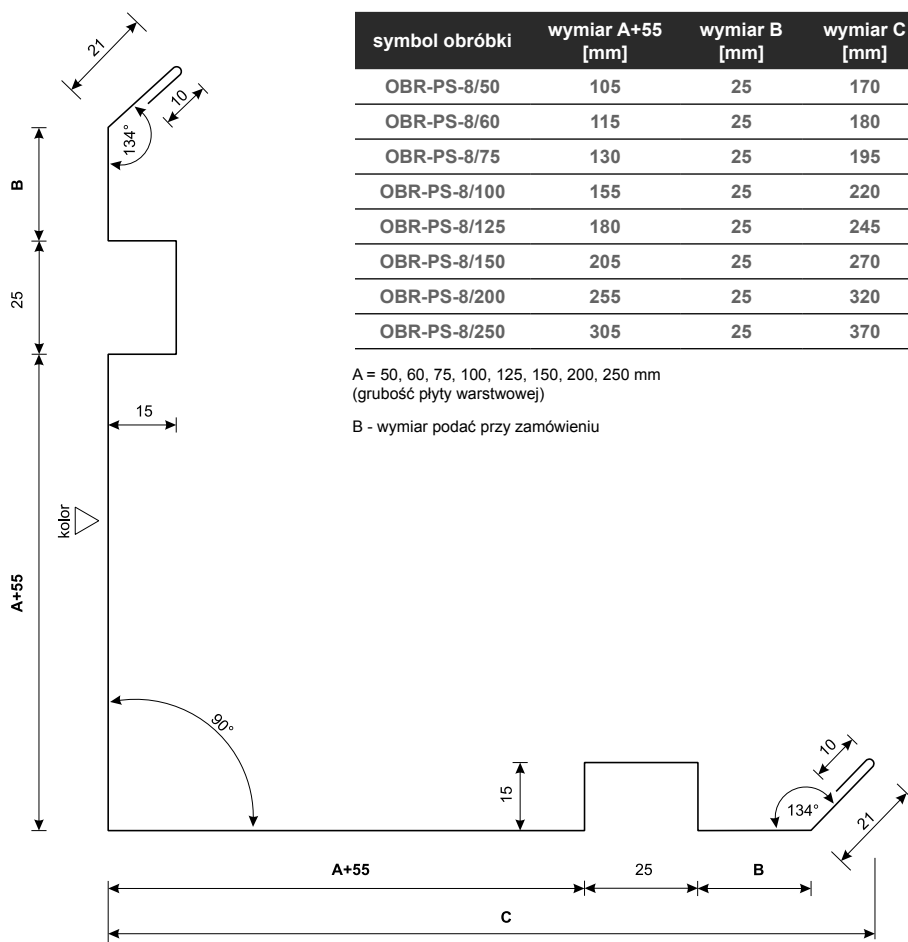 symbol obróbki wymiar A+55 [mm] wymiar B [mm] wymiar C [mm]
OBR-PS-8/50 105 25 170
OBR-PS-8/60 115 25 180
OBR-PS-8/75 130 25 195
OBR-PS-8/100 155 25 220
OBR-PS-8/125 180 25 245
OBR-PS-8/150 205 25 270
OBR-PS-8/200 255 25 320
OBR-PS-8/250 305 25 370
A = 50, 60, 75, 100, 125, 150, 200, 250 mm
(grubość płyty warstwowej)
B - wymiar podać przy zamówieniu
21
10
134°
B
25
15
kolor
A+55
90°
15
10
134°
21
A+55
25
B
C